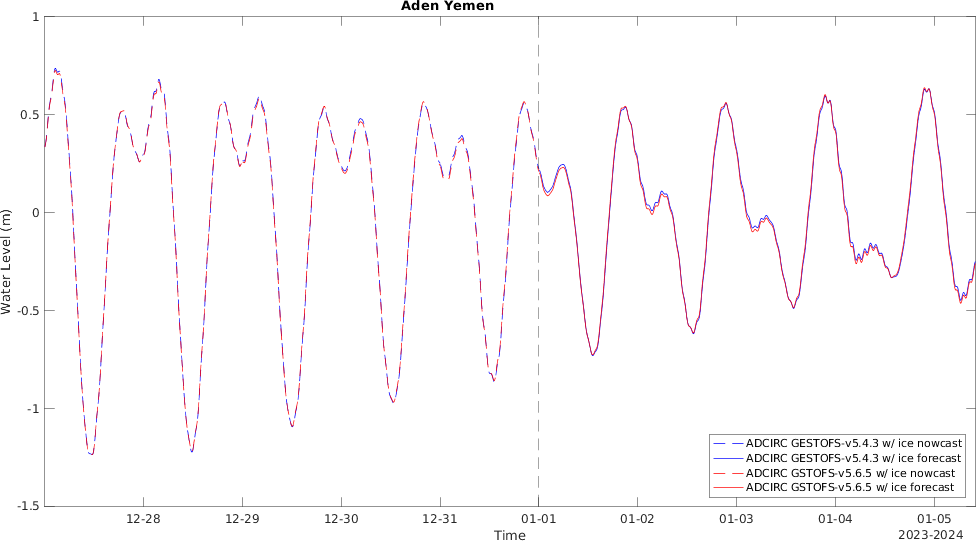 Aden Yemen
1
0.5
0
-0.5
-1
-1.5
Water Level (m)
12-28
12-29
12-30
12-31
01-01
01-02
01-03
01-04
01-05
2023-2024
Time
ADCIRC GESTOFS-v5.4.3 w/ ice nowcast
ADCIRC GESTOFS-v5.4.3 w/ ice forecast
ADCIRC GSTOFS-v5.6.5 w/ ice nowcast
ADCIRC GSTOFS-v5.6.5 w/ ice forecast